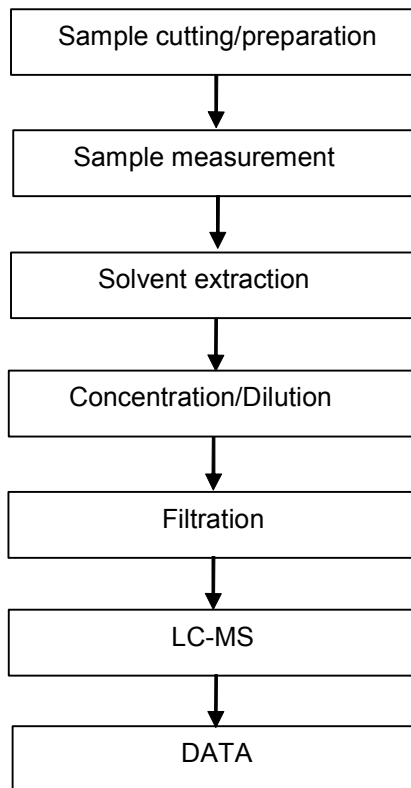 Sample cutting/preparation
Sample measurement
Solvent extraction
Concentration/Dilution
Filtration
LC-MS
DATA